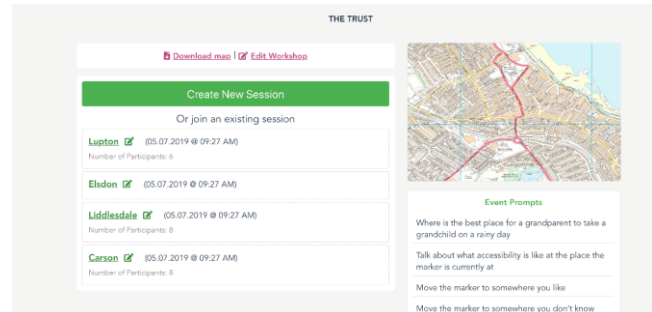 THE TRUST
Download map | Edit Workshop
Create New Session
Or join an existing session
Lupton (05.07.2019 @ 09:27 AM)
Number of Participants: 6
Elsdon (05.07.2019 @ 09:27 AM)
Liddlesdale (05.07.2019 @ 09:27 AM)
Number of Participants: 8
Carson (05.07.2019 @ 09:27 AM)
Number of Participants: 8
Event Prompts
Where is the best place for a grandparent to take a
grandchild on a rainy day
Talk about what accessibility is like at the place the
marker is currently at
Move the marker to somewhere you like
Move the marker to somewhere you don't know